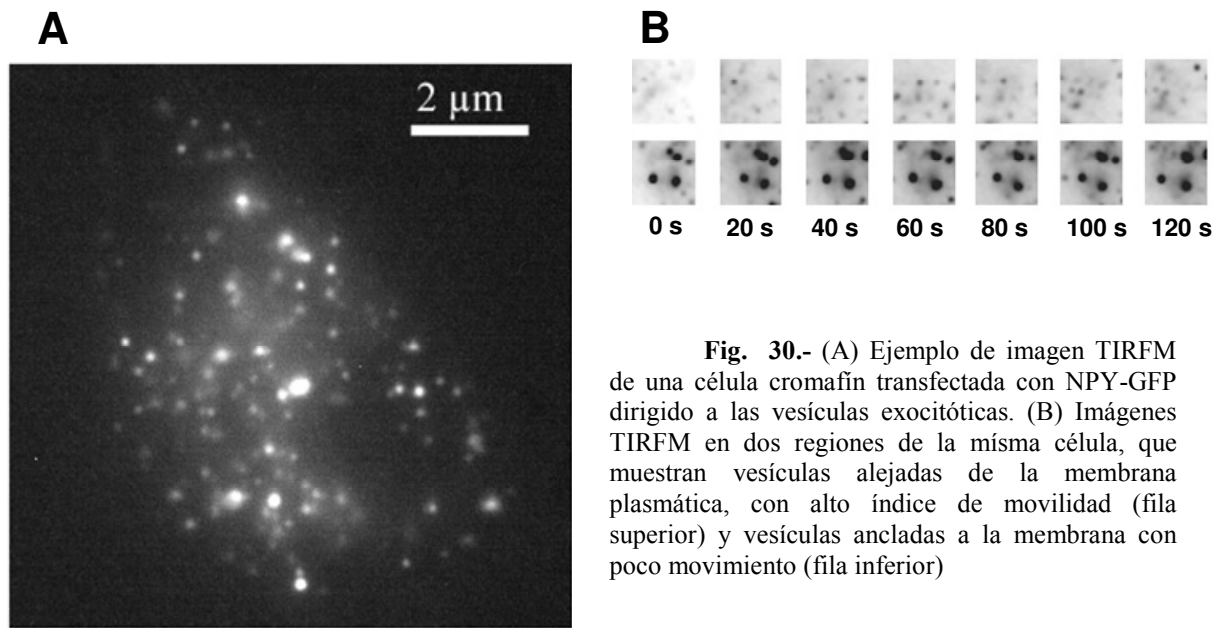 A
2 µm
B
0 s 20 s 40 s 60 s 80 s 100 s 120 s
Fig. 30.- (A) Ejemplo de imagen TIRFM
de una célula cromafín transfectada con NPY-GFP
dirigido a las vesículas exocitóticas. (B) Imágenes
TIRFM en dos regiones de la mísma célula, que
muestran vesículas alejadas de la membrana
plasmática, con alto índice de movilidad (fila
superior) y vesículas ancladas a la membrana con
poco movimiento (fila inferior)